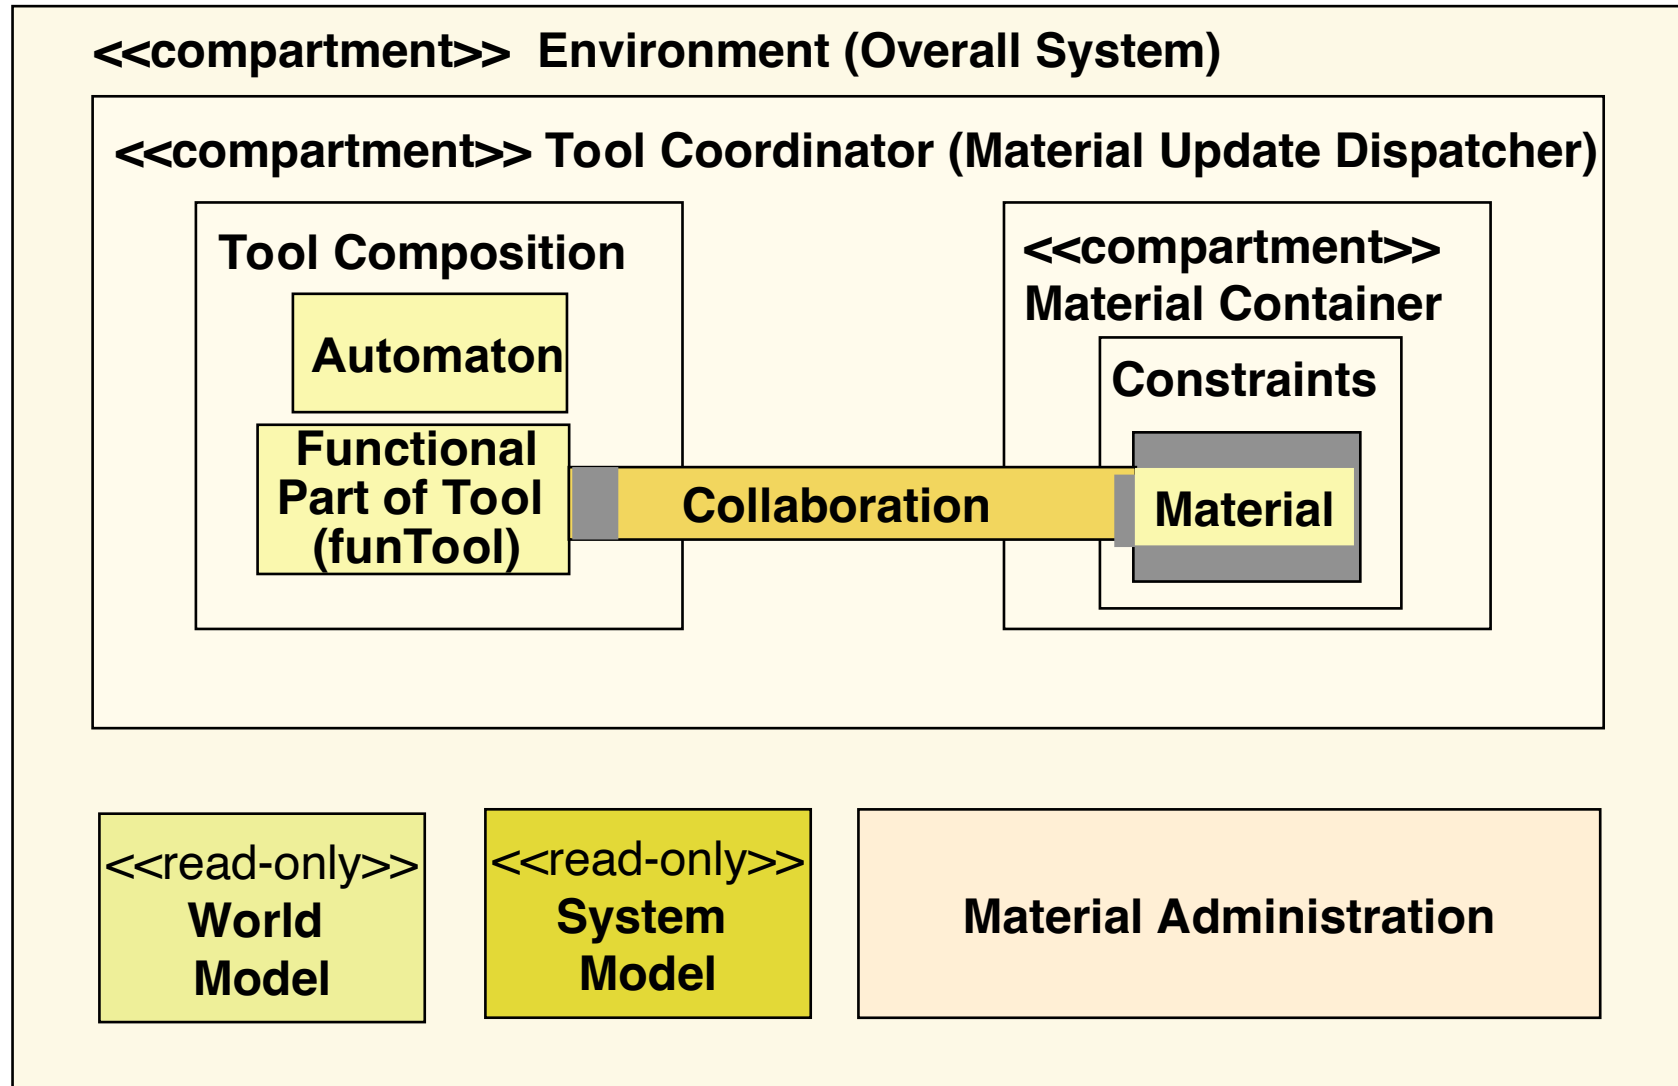 <<compartment>> Environment (Overall System)
<<compartment>> Tool Coordinator (Material Update Dispatcher)
Tool Composition
Automaton
Functional
Part of Tool
(funTool)
Collaboration
<<compartment>>
Material Container
Constraints
Material
<<read-only>>
World
Model
<<read-only>>
System
Model
Material Administration